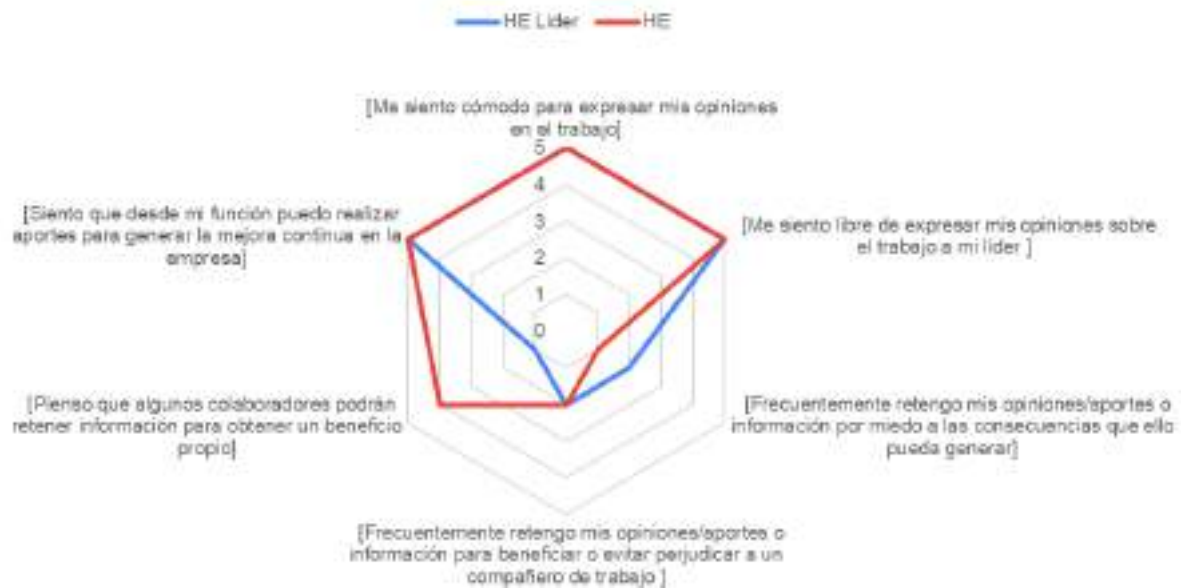 HE Lider HE
[Me siento cómodo para expresar mis opiniones
en el trabajo[
5
4
3
2
1
0
[Me siento libre de expresar mis opiniones sobre
el trabajo a mi líder ]
[Frecuentemente retengo mis opiniones/aportes o
información por miedo a las consecuencias que ello
pueda generar]
[Frecuentemente retengo mis opiniones/aportes o
información para beneficiar o evitar perjudicar a un
compañero de trabajo ]
[Pienso que algunos colaboradores podrán
retener información para obtener un beneficio
propio]
[Siento que desde mi función puedo realizar
aportes para generar la mejora continua en la
empresa]